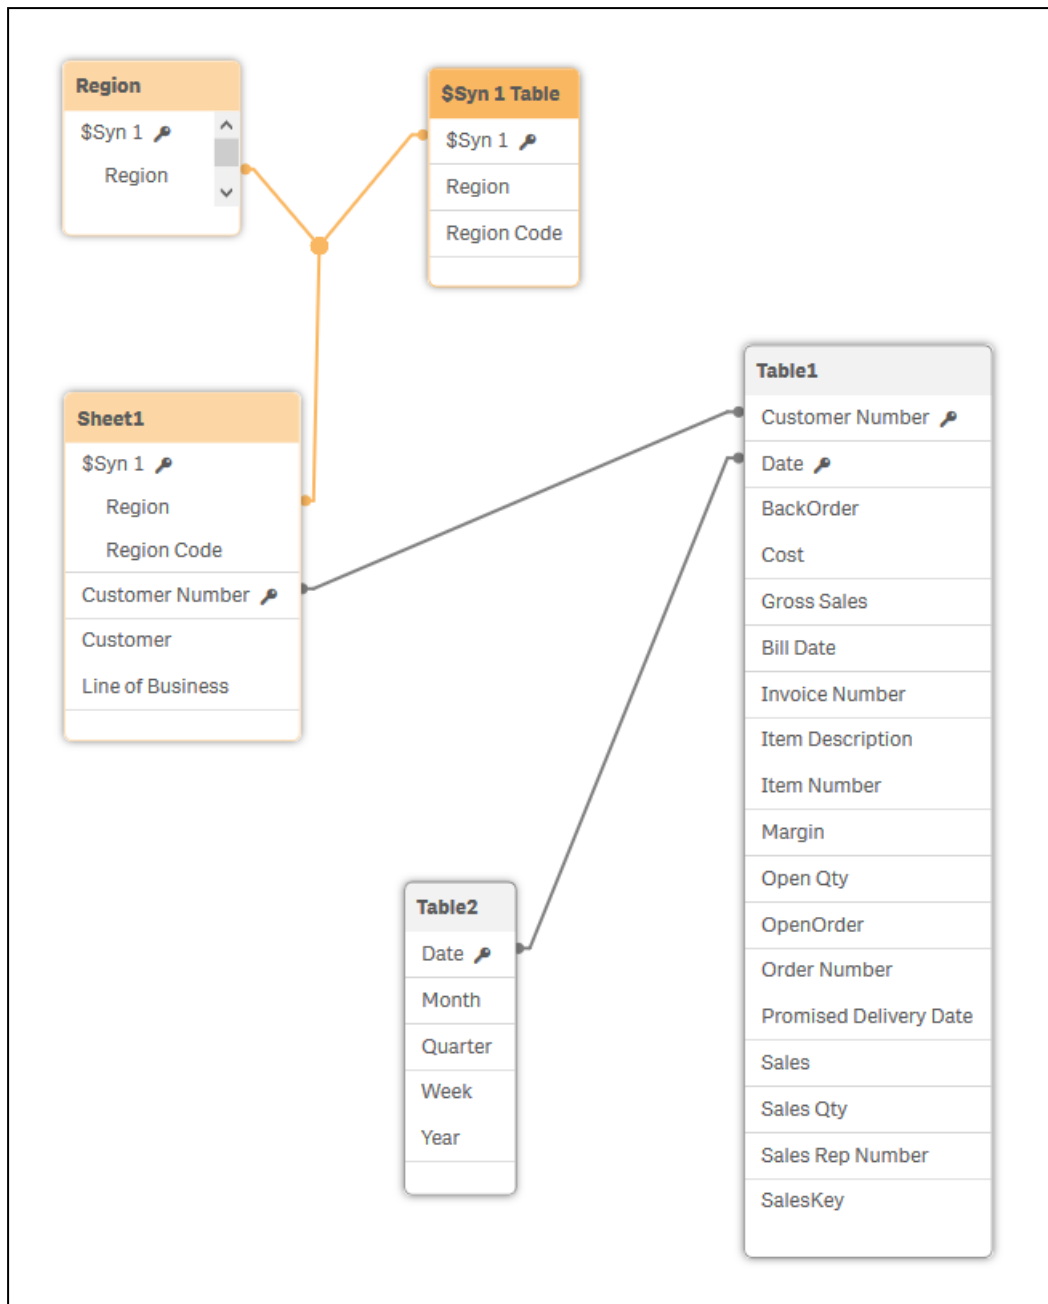 Region
$Syn 1
Region
$Syn 1 Table
$Syn 1
Region
Region Code
Sheet1
$Syn 1
Region
Region Code
Customer Number
Customer
Line of Business
Table1
Customer Number
Date
BackOrder
Cost
Gross Sales
Bill Date
Invoice Number
Item Description
Item Number
Margin
Open Qty
OpenOrder
Order Number
Promised Delivery Date
Sales
Sales Qty
Sales Rep Number
SalesKey
Table2
Date
Month
Quarter
Week
Year